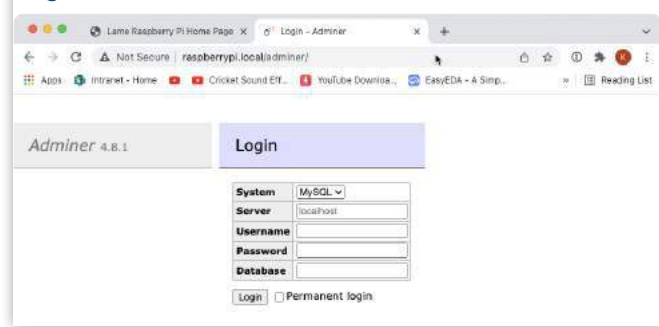 Lame Raspberry Pi Home Page
Login - Adminer
Not Secure raspberrypi.local/adminer/
K
Apps Intranet - Home Cricket Sound Eff... YouTube Downloa... EasyEDA - A Simp... » Reading List
Adminer 4.8.1
Login
System MySQL
Server localhost
Username
Password
Database
Login Permanent login